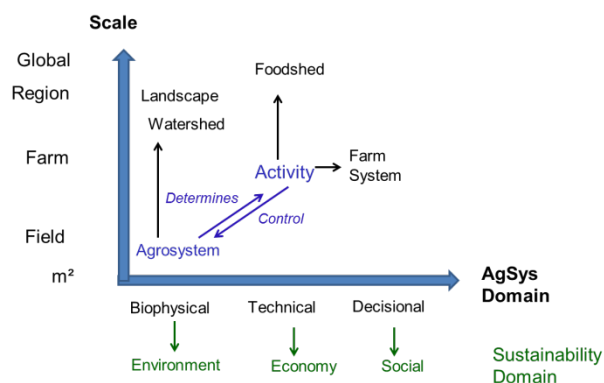 Scale
Global
Foodshed
Region
Landscape
Watershed
Farm
Activity
Farm
System
Determines
Control
Field
Agrosystem
m²
AgSys
Domain
Biophysical
Technical
Decisional
Environment
Economy
Social
Sustainability
Domain